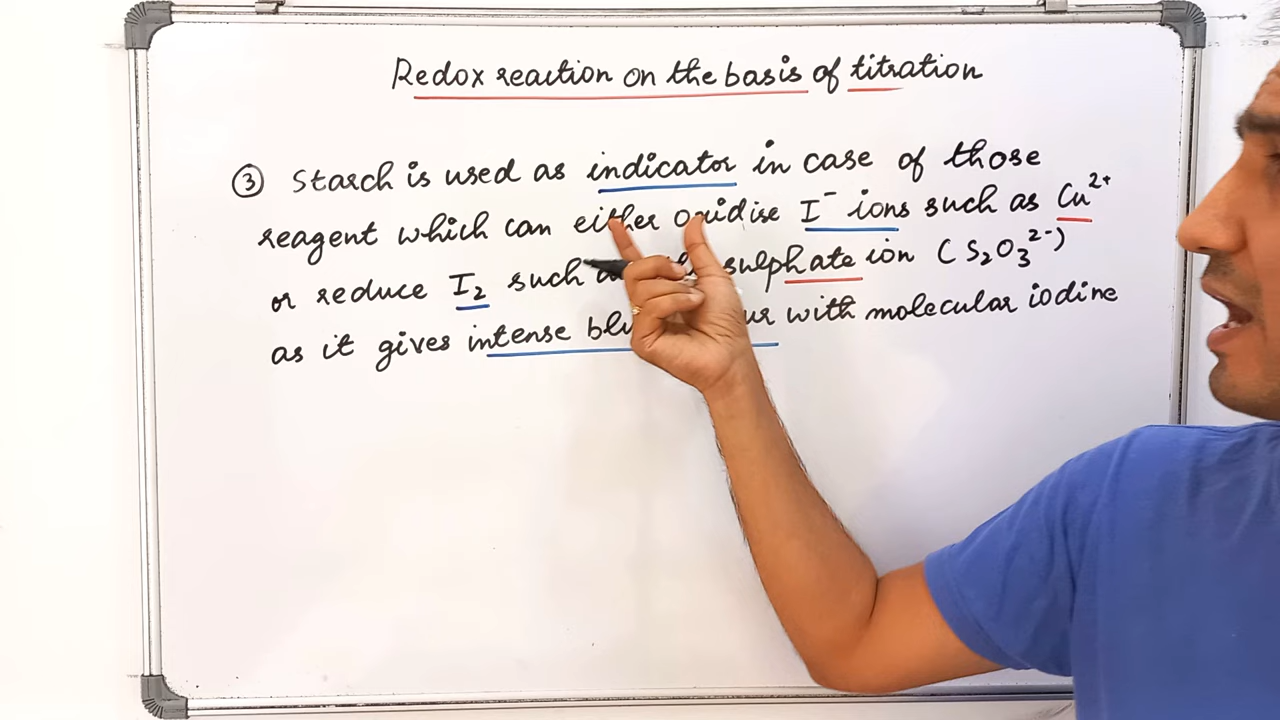 Redox reaction on the basis of titration
③ Starch is used as indicator in case of those
reagent which can either oxidise I⁻ ions such as Cu²⁺
or reduce I₂ such sulphate ion (S₂O₃²⁻)
as it gives intense with molecular iodine